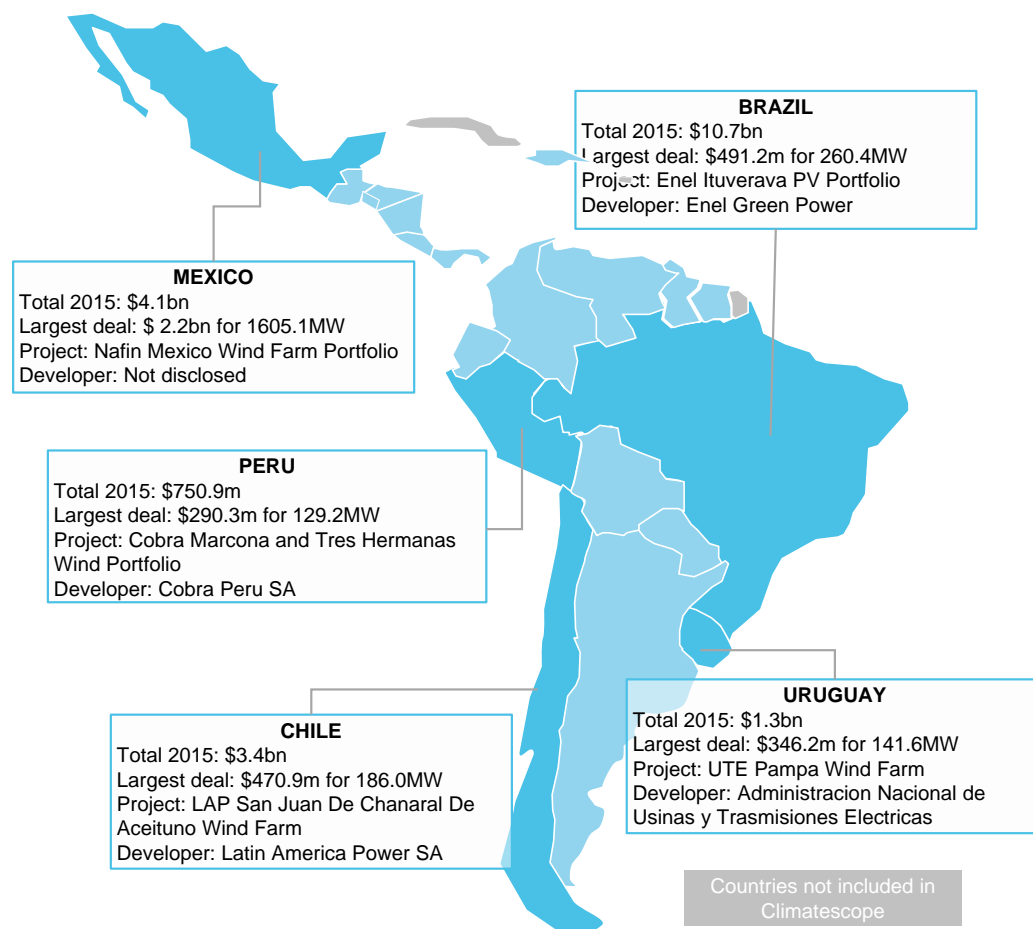 BRAZIL
Total 2015: $10.7bn
Largest deal: $491.2m for 260.4MW
Project: Enel Ituverava PV Portfolio
Developer: Enel Green Power
MEXICO
Total 2015: $4.1bn
Largest deal: $ 2.2bn for 1605.1MW
Project: Nafin Mexico Wind Farm Portfolio
Developer: Not disclosed
PERU
Total 2015: $750.9m
Largest deal: $290.3m for 129.2MW
Project: Cobra Marcona and Tres Hermanas
Wind Portfolio
Developer: Cobra Peru SA
CHILE
Total 2015: $3.4bn
Largest deal: $470.9m for 186.0MW
Project: LAP San Juan De Chanaral De
Aceituno Wind Farm
Developer: Latin America Power SA
URUGUAY
Total 2015: $1.3bn
Largest deal: $346.2m for 141.6MW
Project: UTE Pampa Wind Farm
Developer: Administracion Nacional de
Usinas y Trasmisiones Electricas
Countries not included in
Climatescope